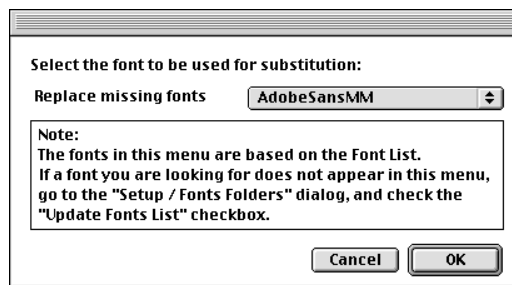 Select the font to be used for substitution:
Replace missing fonts AdobeSansMM
Note:
The fonts in this menu are based on the Font List.
If a font you are looking for does not appear in this menu,
go to the "Setup / Fonts Folders" dialog, and check the
"Update Fonts List" checkbox.
Cancel OK